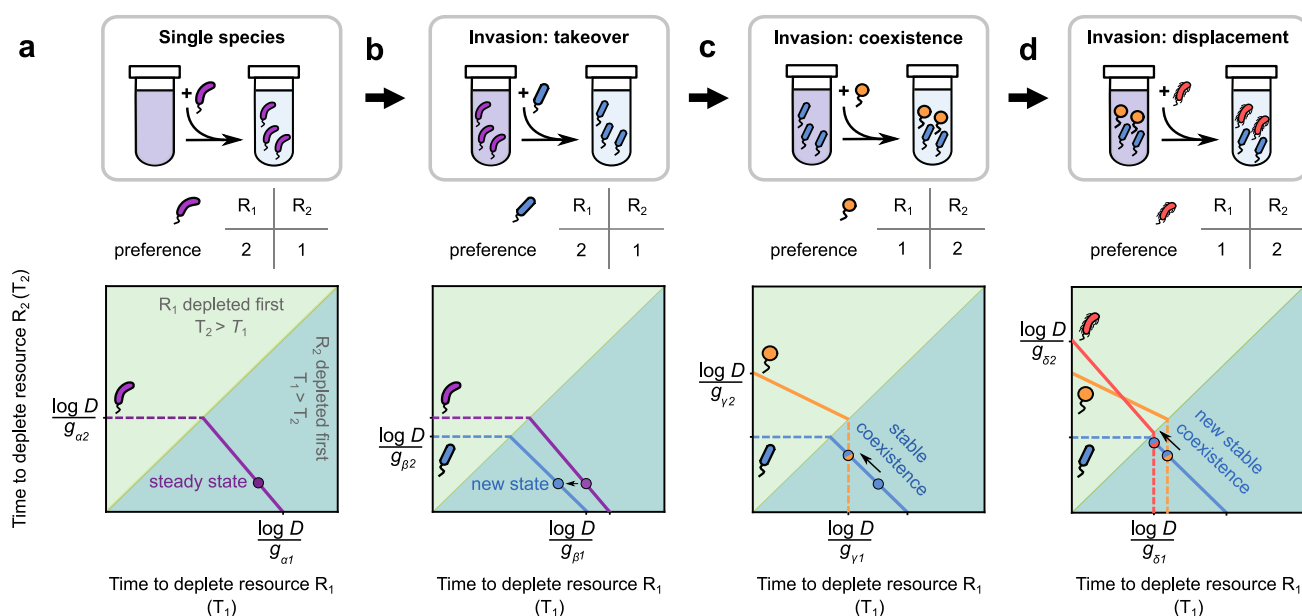 a
Single species
+
R₁ R₂
preference 2 1
Time to deplete resource R₂ (T₂)
R₁ depleted first
T₂ > T₁
R₂ depleted first
T₁ > T₂
log D
gα2
steady state
log D
gα1
Time to deplete resource R₁
(T₁)
b
Invasion: takeover
+
R₁ R₂
preference 2 1
log D
gβ2
new state
log D
gβ1
Time to deplete resource R₁
(T₁)
c
Invasion: coexistence
+
R₁ R₂
preference 1 2
log D
gγ2
stable
coexistence
log D
gγ1
Time to deplete resource R₁
(T₁)
d
Invasion: displacement
+
R₁ R₂
preference 1 2
log D
gδ2
new stable
coexistence
log D
gδ1
Time to deplete resource R₁
(T₁)